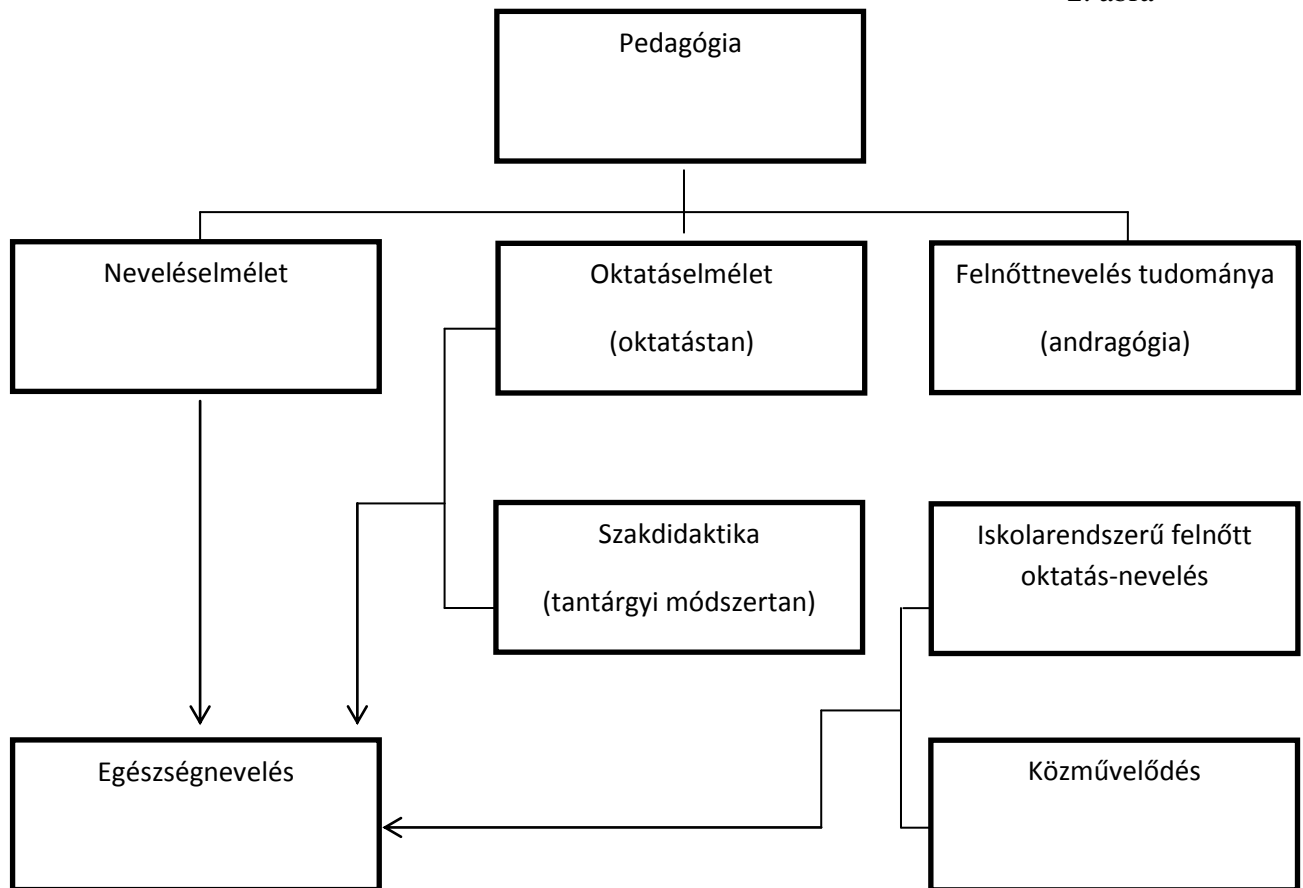 Pedagógia
Neveléselmélet
Oktatáselmélet
(oktatástan)
Felnőttnevelés tudománya
(andragógia)
Szakdidaktika
(tantárgyi módszertan)
Iskolarendszerű felnőtt
oktatás-nevelés
Egészségnevelés
Közművelődés